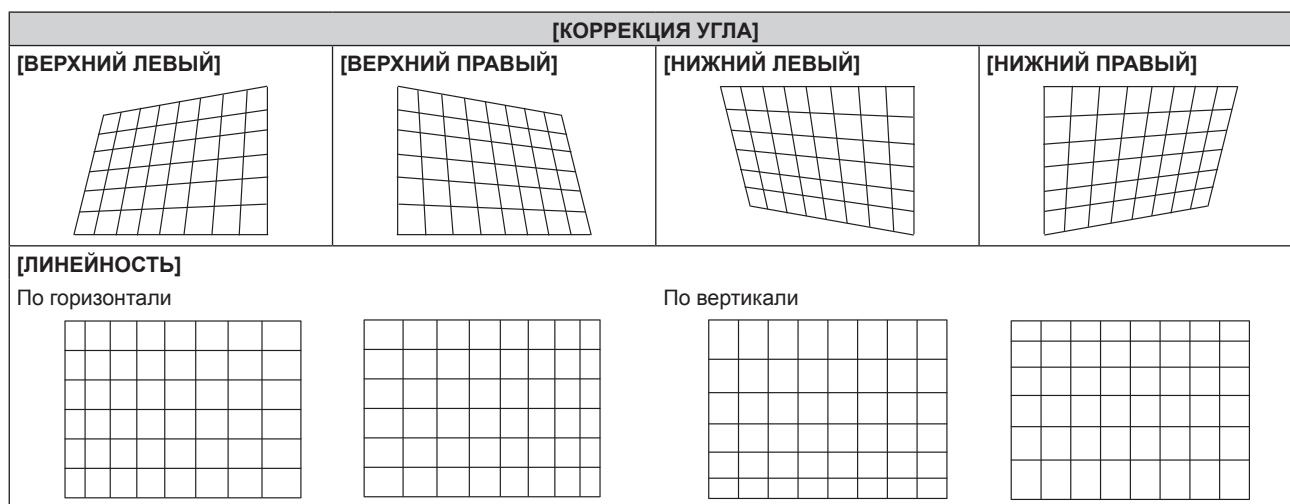 [КОРРЕКЦИЯ УГЛА]
[ВЕРХНИЙ ЛЕВЫЙ]
[ВЕРХНИЙ ПРАВЫЙ]
[НИЖНИЙ ЛЕВЫЙ]
[НИЖНИЙ ПРАВЫЙ]
[ЛИНЕЙНОСТЬ]
По горизонтали
По вертикали